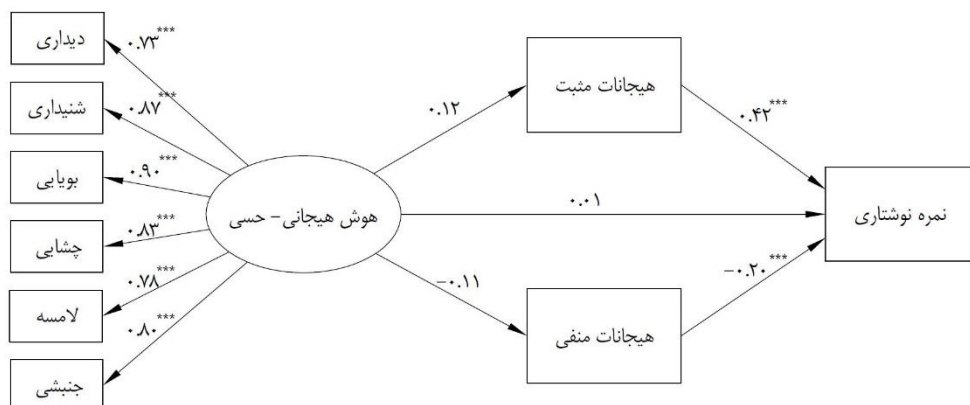 دیداری
۰.۷۳***
شنیداری
۰.۸۷***
بویایی
۰.۹۰***
چشایی
۰.۸۳***
لامسه
۰.۷۸***
جنبشی
۰.۸۰***
هوش هیجانی- حسی
۰.۱۲
هیجانات مثبت
۰.۴۲***
۰.۰۱
نمره نوشتاری
−۰.۱۱
هیجانات منفی
−۰.۲۰***